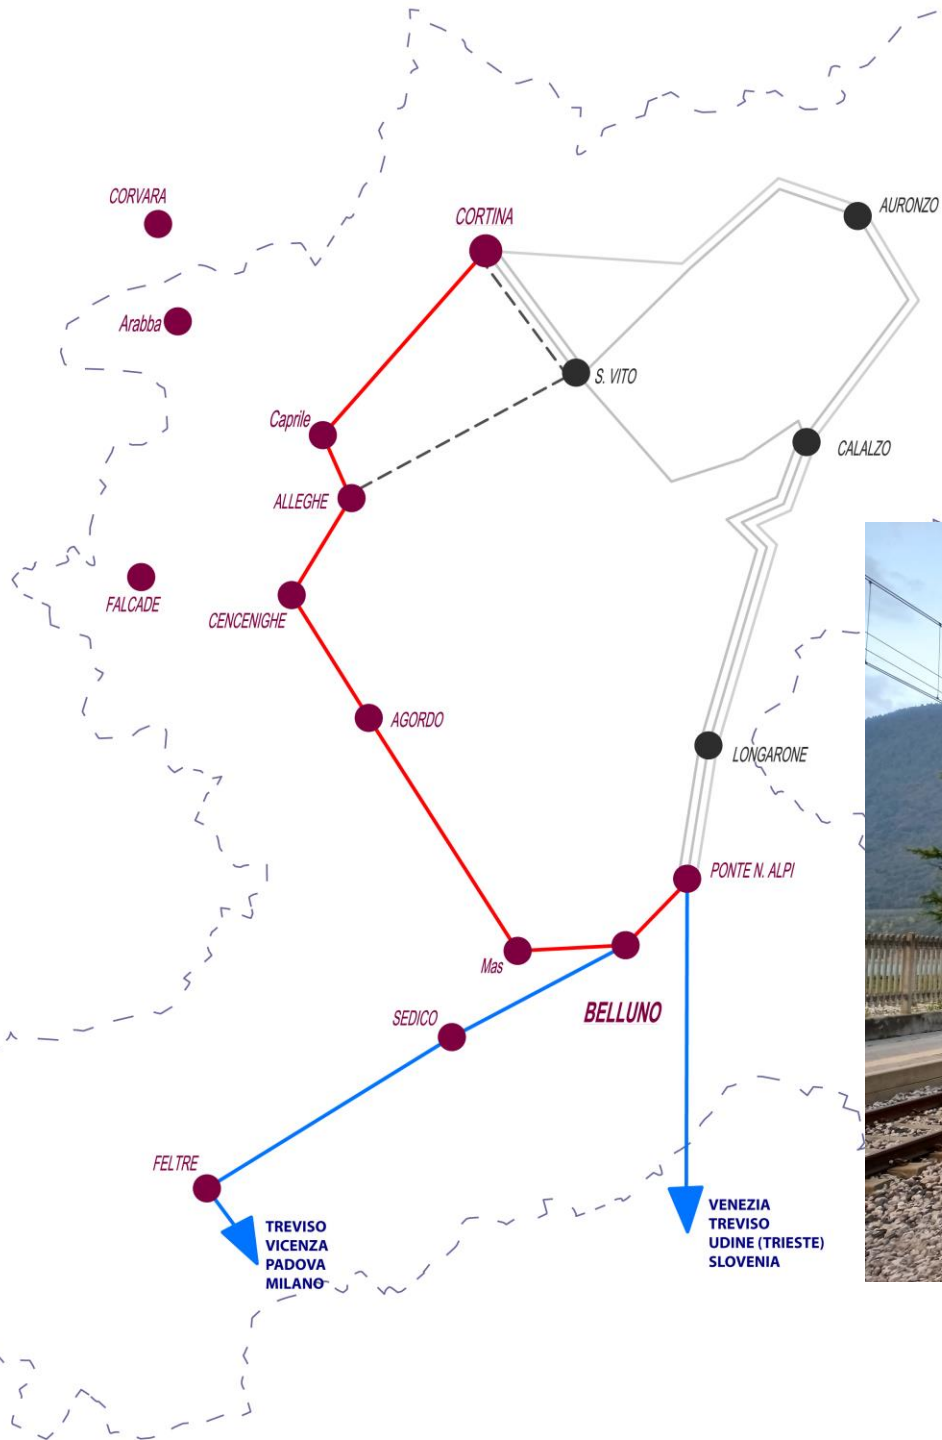 CORVARA
AURONZO
CORTINA
Arabba
S. VITO
Caprile
CALALZO
ALLEGHE
FALCADE
CENCENIGHE
AGORDO
LONGARONE
PONTE N. ALPI
Mas
BELLUNO
SEDICO
FELTRE
TREVISO
VICENZA
PADOVA
MILANO
VENEZIA
TREVISO
UDINE (TRIESTE)
SLOVENIA